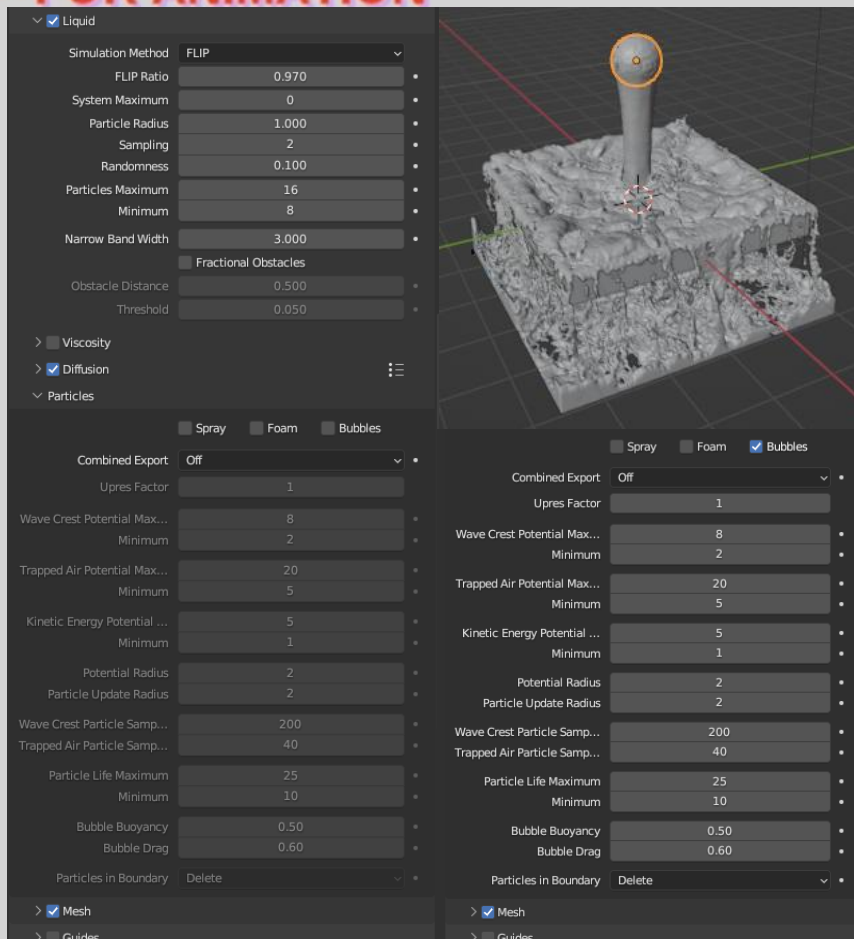 FOR ANIMATION
Liquid
Simulation Method FLIP
FLIP Ratio 0.970
System Maximum 0
Particle Radius 1.000
Sampling 2
Randomness 0.100
Particles Maximum 16
Minimum 8
Narrow Band Width 3.000
Fractional Obstacles
Obstacle Distance 0.500
Threshold 0.050
Viscosity
Diffusion
Particles
Spray Foam Bubbles
Combined Export Off
Upres Factor 1
Wave Crest Potential Max... 8
Minimum 2
Trapped Air Potential Max... 20
Minimum 5
Kinetic Energy Potential ... 5
Minimum 1
Potential Radius 2
Particle Update Radius 2
Wave Crest Particle Samp... 200
Trapped Air Particle Samp... 40
Particle Life Maximum 25
Minimum 10
Bubble Buoyancy 0.50
Bubble Drag 0.60
Particles in Boundary Delete
Mesh
Guides
Spray Foam Bubbles
Combined Export Off
Upres Factor 1
Wave Crest Potential Max... 8
Minimum 2
Trapped Air Potential Max... 20
Minimum 5
Kinetic Energy Potential ... 5
Minimum 1
Potential Radius 2
Particle Update Radius 2
Wave Crest Particle Samp... 200
Trapped Air Particle Samp... 40
Particle Life Maximum 25
Minimum 10
Bubble Buoyancy 0.50
Bubble Drag 0.60
Particles in Boundary Delete
Mesh
Guides